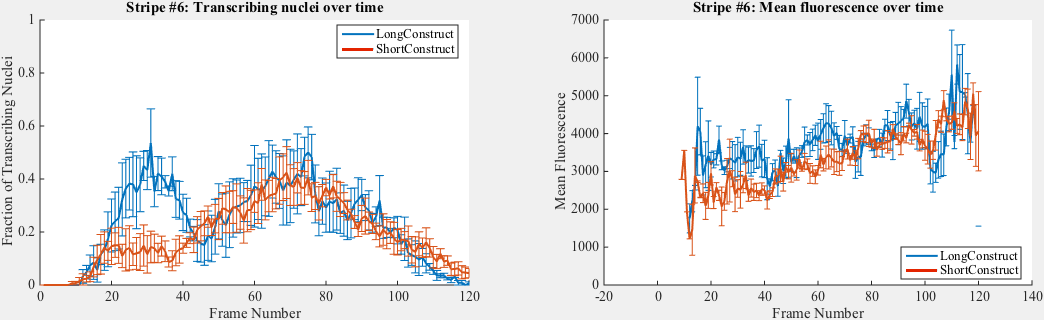 Stripe #6: Transcribing nuclei over time
1
0.8
0.6
0.4
0.2
0
Fraction of Transcribing Nuclei
LongConstruct
ShortConstruct
0 20 40 60 80 100 120
Frame Number
Stripe #6: Mean fluorescence over time
7000
6000
5000
4000
3000
2000
1000
0
Mean Fluorescence
LongConstruct
ShortConstruct
-20 0 20 40 60 80 100 120 140
Frame Number